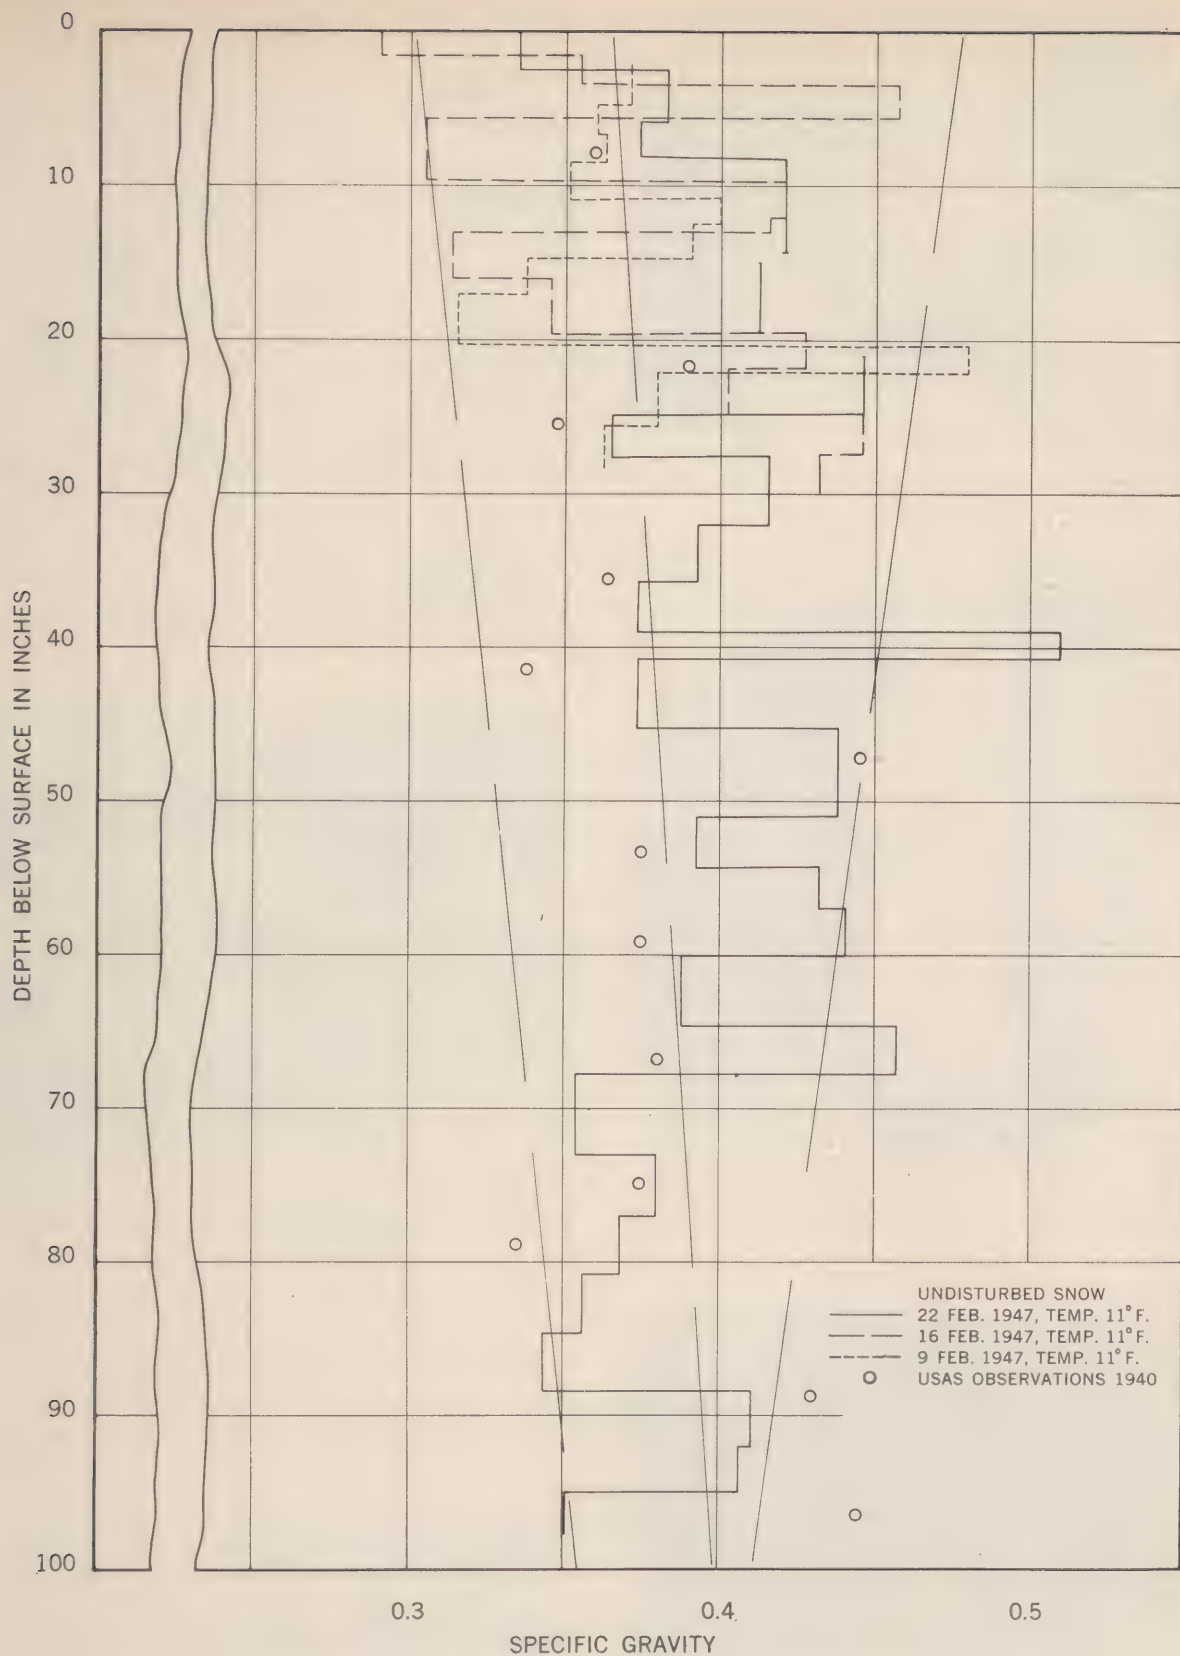 0
10
20
30
40
50
60
70
80
90
100
DEPTH BELOW SURFACE IN INCHES
UNDISTURBED SNOW
22 FEB. 1947, TEMP. 11°F.
16 FEB. 1947, TEMP. 11°F.
9 FEB. 1947, TEMP. 11°F.
USAS OBSERVATIONS 1940
0.3 0.4 0.5
SPECIFIC GRAVITY